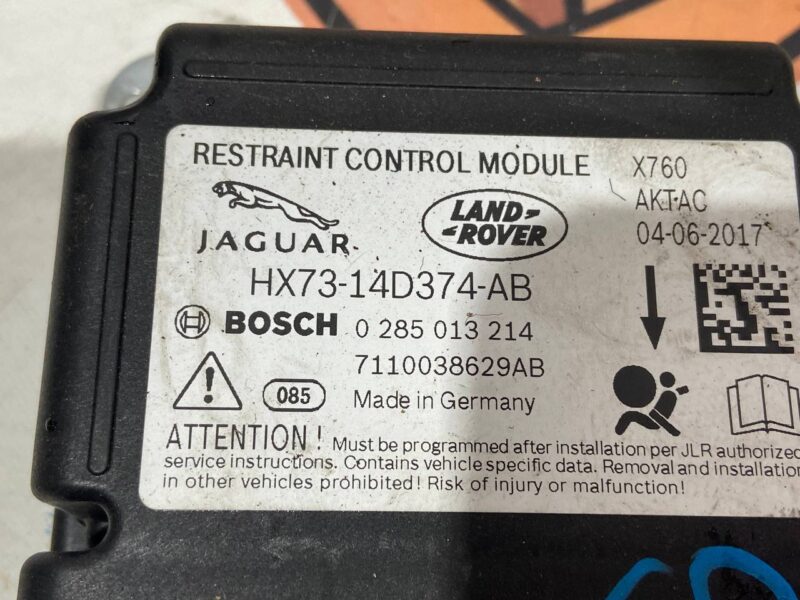 RESTRAINT CONTROL MODULE X760
AKTAC
04-06-2017
JAGUAR
LAND ROVER
HX73-14D374-AB
BOSCH 0 285 013 214
7110038629AB
085 Made in Germany
ATTENTION! Must be programmed after installation per JLR authorized
service instructions. Contains vehicle specific data. Removal and installation
in other vehicles prohibited! Risk of injury or malfunction!